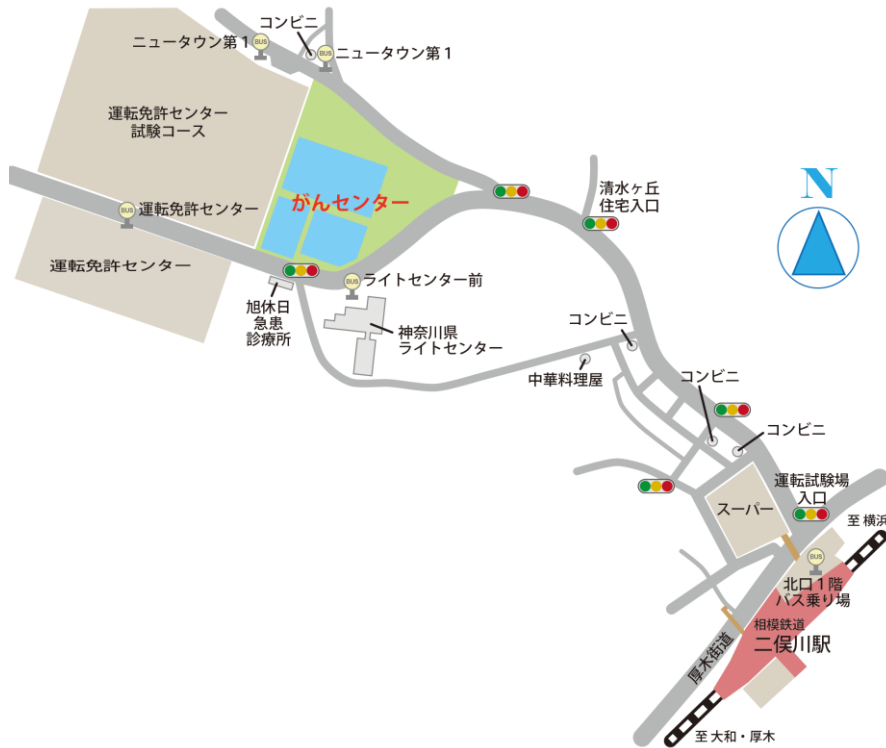 コンビニ
ニュータウン第1
BUS
BUS
ニュータウン第1
運転免許センター
試験コース
N
がんセンター
清水ヶ丘
住宅入口
BUS
運転免許センター
運転免許センター
BUS
ライトセンター前
旭休日
急患
診療所
神奈川県
ライトセンター
コンビニ
中華料理屋
コンビニ
コンビニ
運転試験場
入口
スーパー
至 横浜
BUS
北口1階
バス乗り場
相模鉄道
二俣川駅
厚木街道
至 大和・厚木